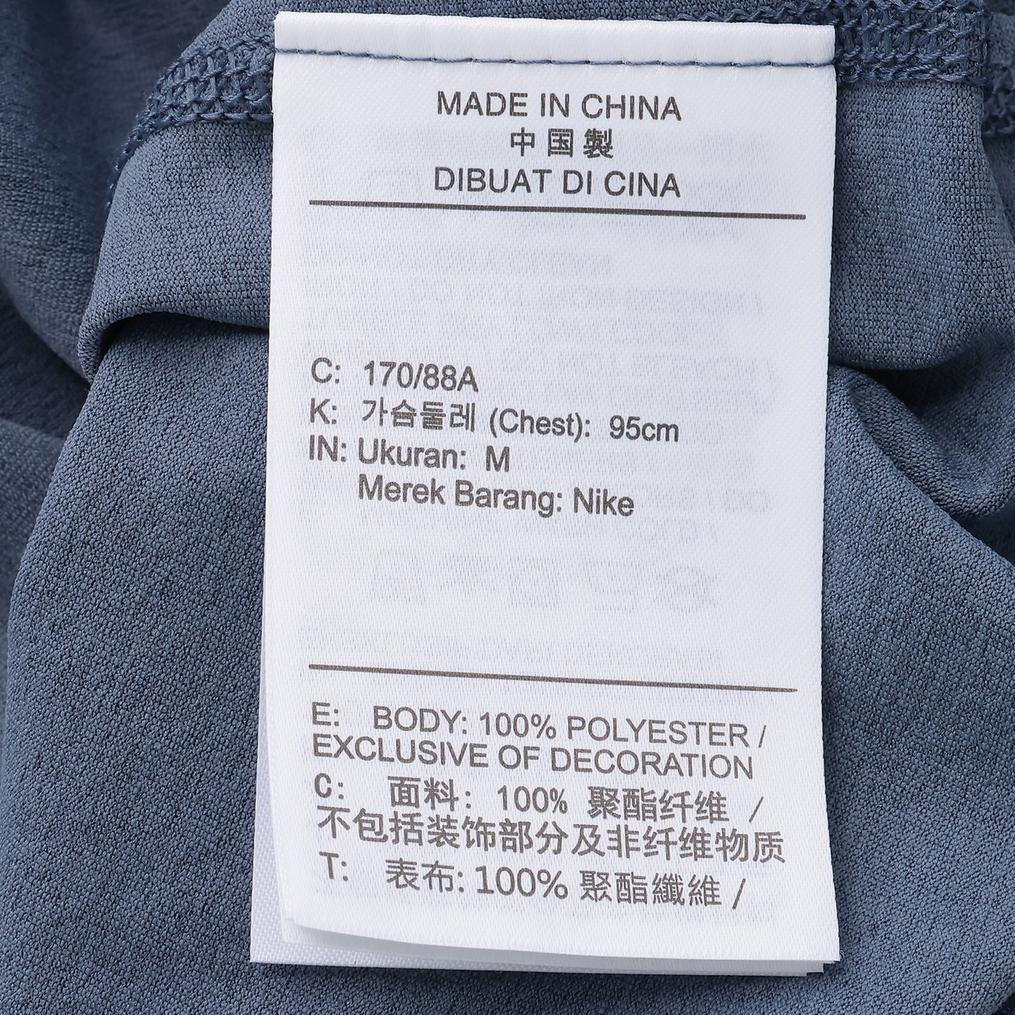 MADE IN CHINA
中国製
DIBUAT DI CINA
C: 170/88A
K: 가슴둘레 (Chest): 95cm
IN: Ukuran: M
Merek Barang: Nike
E: BODY: 100% POLYESTER /
EXCLUSIVE OF DECORATION
C: 面料: 100% 聚酯纤维 /
不包括装饰部分及非纤维物质
T: 表布: 100% 聚酯纖維 /